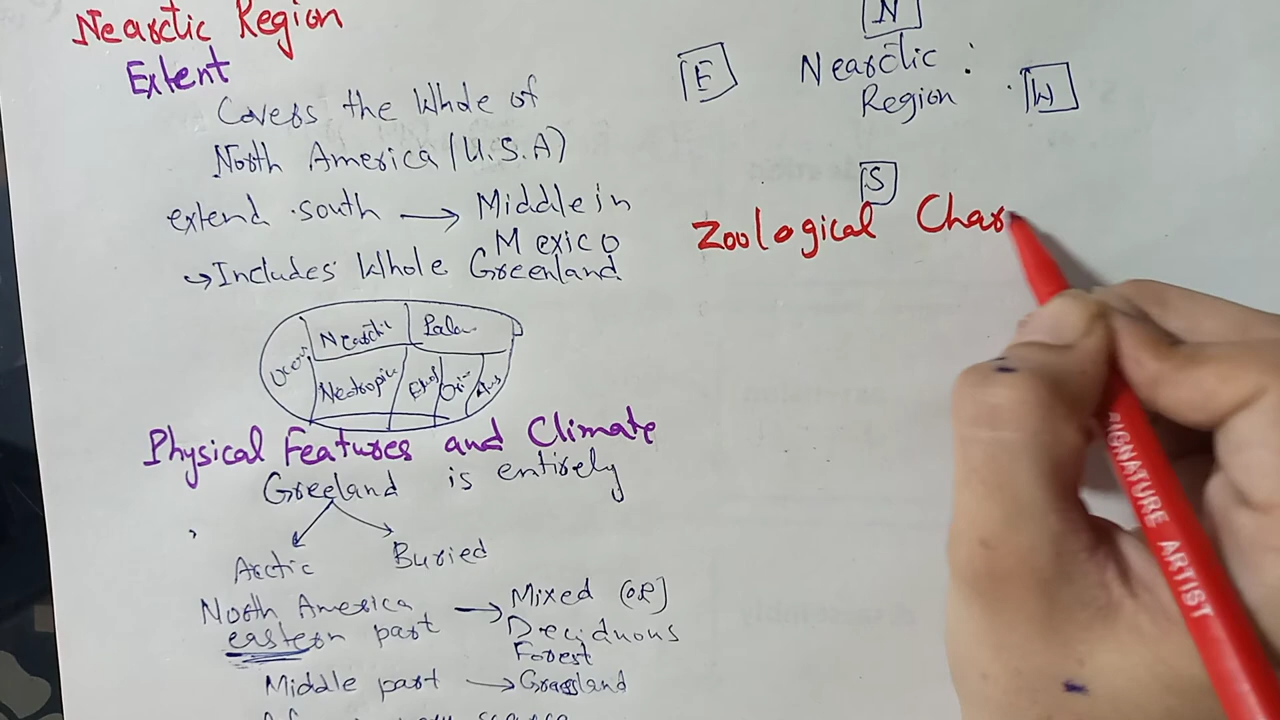 Nearctic Region
Extent
Covers the Whole of
North America (U.S.A)
extend south → Middle in
Mexico
↳ Includes Whole Greenland
Nearctic
Physical Features and Climate
Greeland is entirely
Arctic Buried
North America
eastern part → Mixed (OR]
Deciduous
Forest
Middle part → Grassland
N
E
Nearctic :
Region
W
S
Zoological Char
SIGNATURE ARTIST